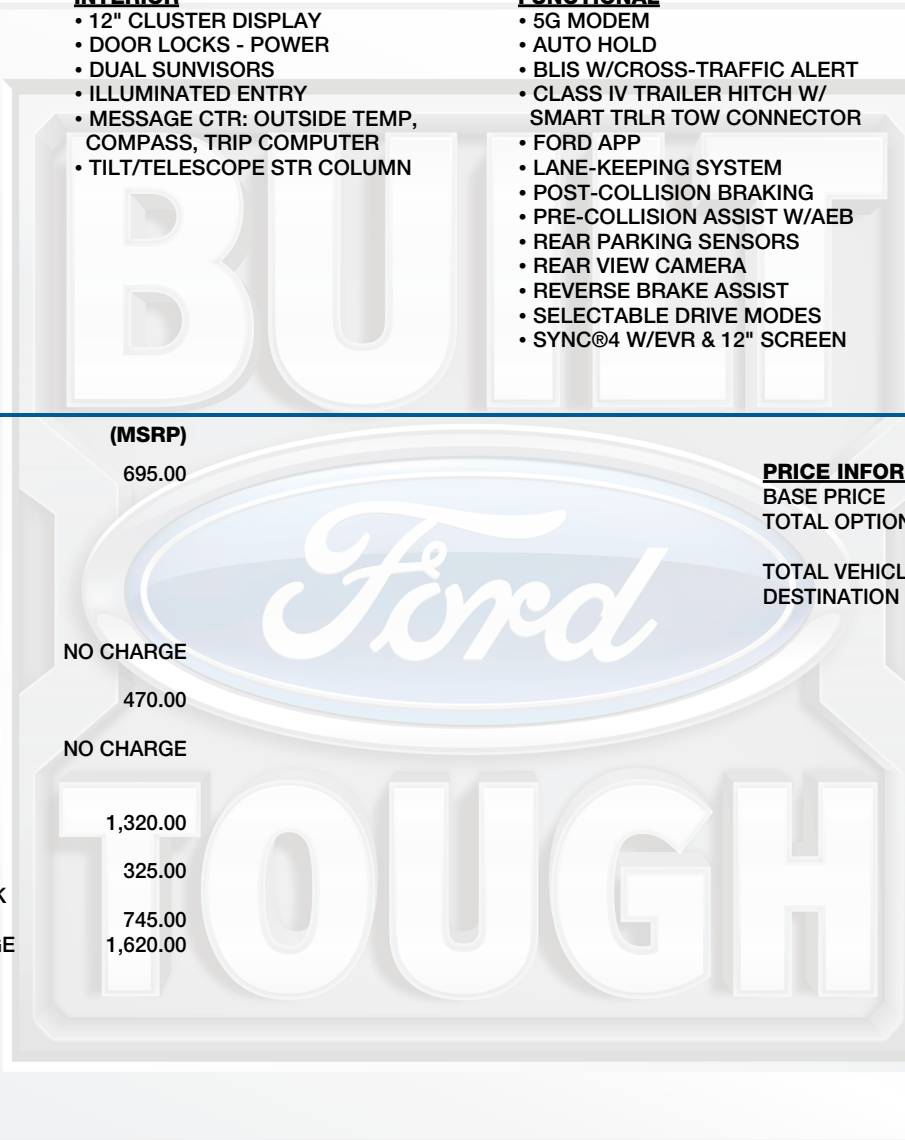 INTERIOR
• 12" CLUSTER DISPLAY
• DOOR LOCKS - POWER
• DUAL SUNVISORS
• ILLUMINATED ENTRY
• MESSAGE CTR: OUTSIDE TEMP,
COMPASS, TRIP COMPUTER
• TILT/TELESCOPE STR COLUMN
FUNCTIONAL
• 5G MODEM
• AUTO HOLD
• BLIS W/CROSS-TRAFFIC ALERT
• CLASS IV TRAILER HITCH W/
SMART TRLR TOW CONNECTOR
• FORD APP
• LANE-KEEPING SYSTEM
• POST-COLLISION BRAKING
• PRE-COLLISION ASSIST W/AEB
• REAR PARKING SENSORS
• REAR VIEW CAMERA
• REVERSE BRAKE ASSIST
• SELECTABLE DRIVE MODES
• SYNC®4 W/EVR & 12" SCREEN
BUILT
Ford
TOUGH
(MSRP)
695.00
NO CHARGE
470.00
NO CHARGE
1,320.00
325.00
745.00
1,620.00
PRICE INFOR
BASE PRICE
TOTAL OPTION
TOTAL VEHICL
DESTINATION